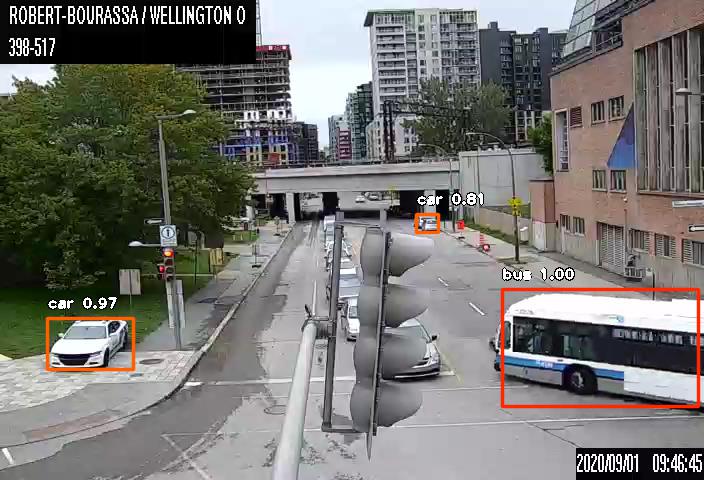 ROBERT-BOURASSA / WELLINGTON O
398-517
car 0.81
bus 1.00
car 0.97
2020/09/01 09:46:45